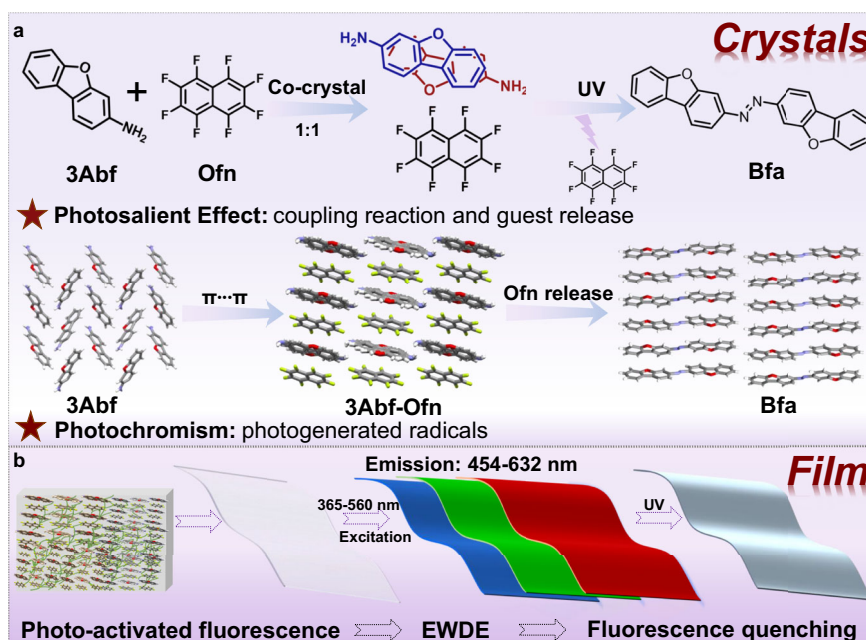 a
Crystals
O
NH₂
3Abf
+
F F
F F
F F
F F
Ofn
Co-crystal
1:1
H₂N
O
O
NH₂
F F
F F
F F
F F
UV
F F
F F
F F
F F
O
N
N
O
Bfa
Photosalient Effect: coupling reaction and guest release
π···π
Ofn release
3Abf
3Abf-Ofn
Bfa
Photochromism: photogenerated radicals
b
Film
Emission: 454-632 nm
365-560 nm
Excitation
UV
Photo-activated fluorescence
EWDE
Fluorescence quenching